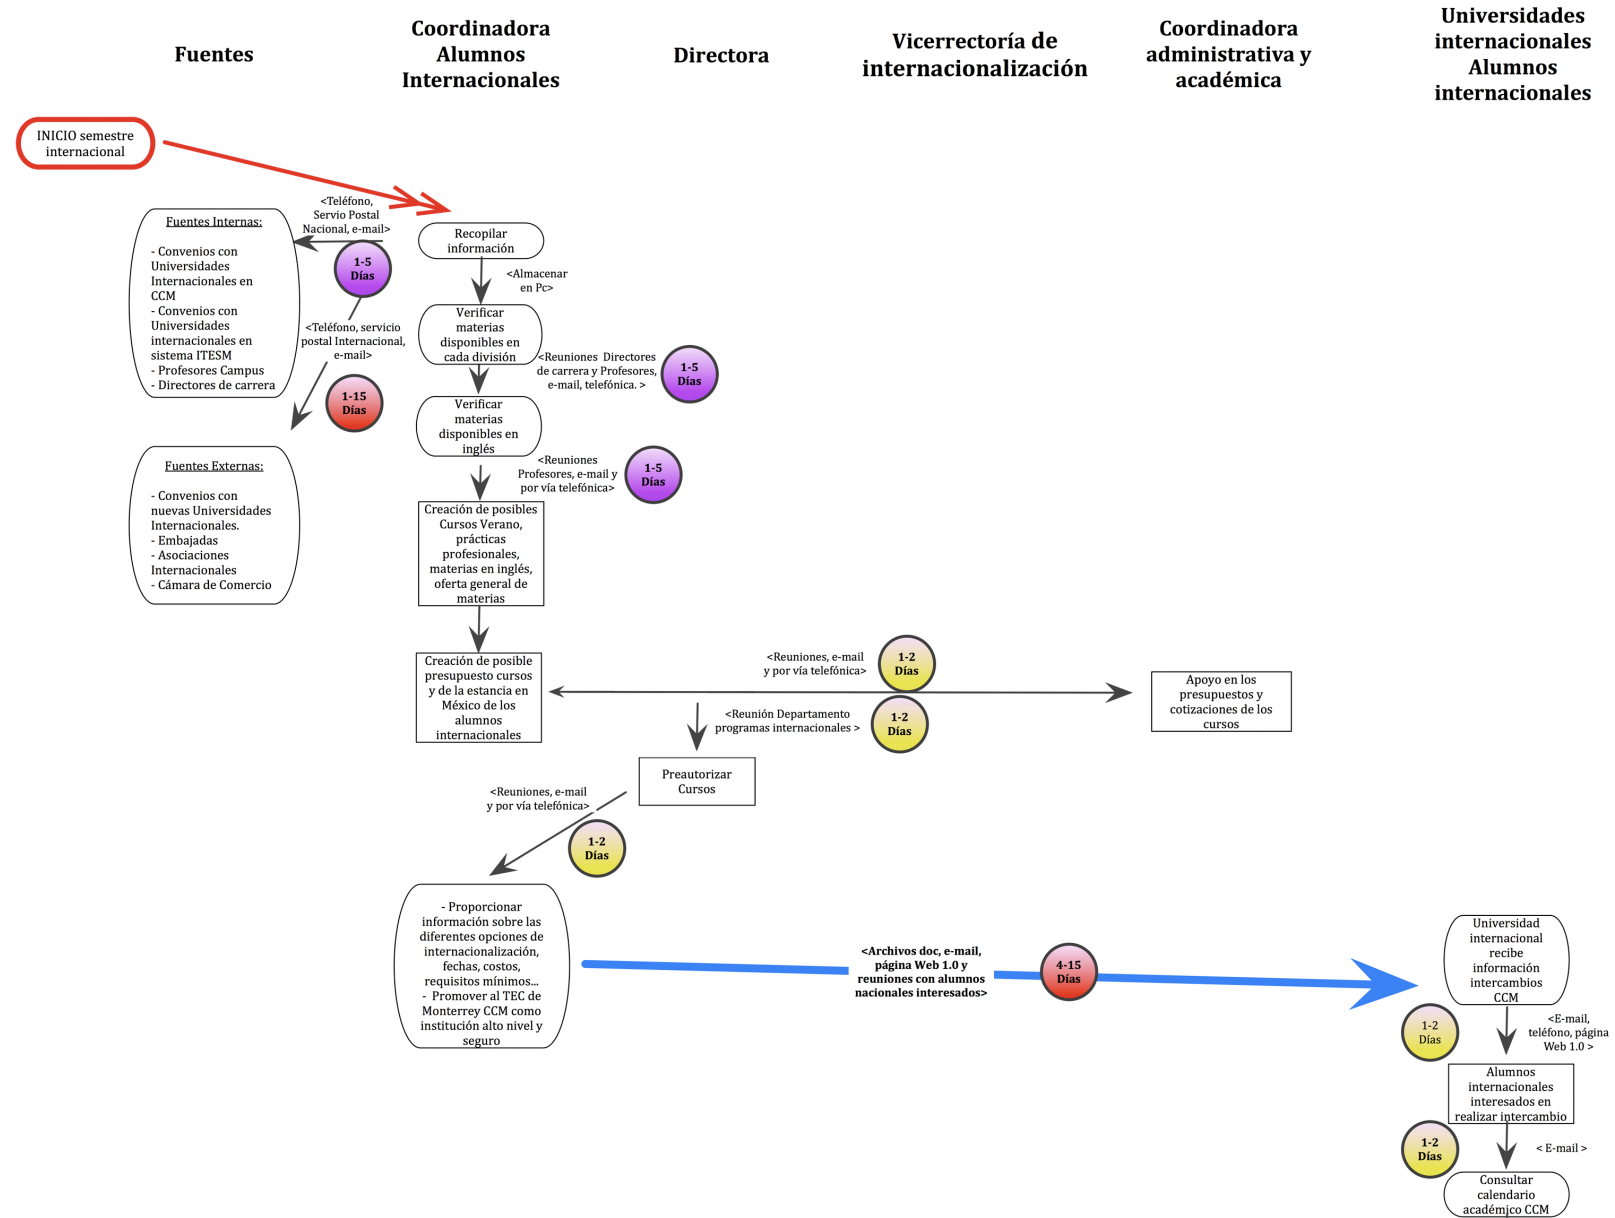 Fuentes
Coordinadora
Alumnos
Internacionales
Directora
Vicerrectoría de
internacionalización
Coordinadora
administrativa y
académica
Universidades
internacionales
Alumnos
internacionales
INICIO semestre
internacional
<Teléfono,
Servio Postal
Nacional, e-mail>
1-5
Días
Fuentes Internas:
- Convenios con
Universidades
Internacionales en
CCM
- Convenios con
Universidades
internacionales en
sistema ITESM
- Profesores Campus
- Directores de carrera
<Teléfono, servicio
postal Internacional,
e-mail>
1-15
Días
Fuentes Externas:
- Convenios con
nuevas Universidades
Internacionales.
- Embajadas
- Asociaciones
Internacionales
- Cámara de Comercio
Recopilar
información
<Almacenar
en Pc>
Verificar
materias
disponibles en
cada división
<Reuniones  Directores
de carrera y Profesores,
e-mail, telefónica. >
1-5
Días
Verificar
materias
disponibles en
inglés
<Reuniones
Profesores, e-mail y
por vía telefónica>
1-5
Días
Creación de posibles
Cursos Verano,
prácticas
profesionales,
materias en inglés,
oferta general de
materias
Creación de posible
presupuesto cursos
y de la estancia en
México de los
alumnos
internacionales
<Reuniones, e-mail
y por vía telefónica>
1-2
Días
Apoyo en los
presupuestos y
cotizaciones de los
cursos
<Reunión Departamento
programas internacionales >
1-2
Días
Preautorizar
Cursos
<Reuniones, e-mail
y por vía telefónica>
1-2
Días
- Proporcionar
información sobre las
diferentes opciones de
internacionalización,
fechas, costos,
requisitos mínimos...
-  Promover al TEC de
Monterrey CCM como
institución alto nivel y
seguro
<Archivos doc, e-mail,
página Web 1.0 y
reuniones con alumnos
nacionales interesados>
4-15
Días
Universidad
internacional
recibe
información
intercambios
CCM
1-2
Días
<E-mail,
teléfono, página
Web 1.0 >
Alumnos
internacionales
interesados en
realizar intercambio
1-2
Días
< E-mail >
Consultar
calendario
académico CCM